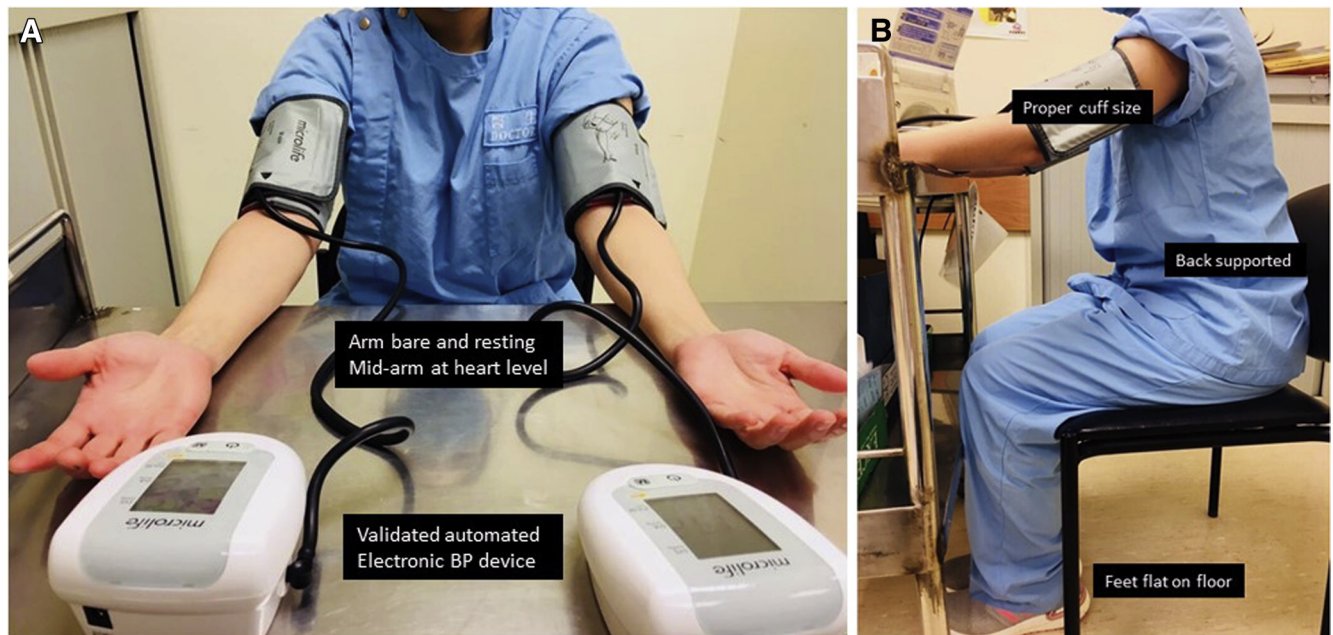 A
microlife
DOCTOR
Arm bare and resting
Mid-arm at heart level
Validated automated
Electronic BP device
microlife
microlife
B
Proper cuff size
Back supported
Feet flat on floor